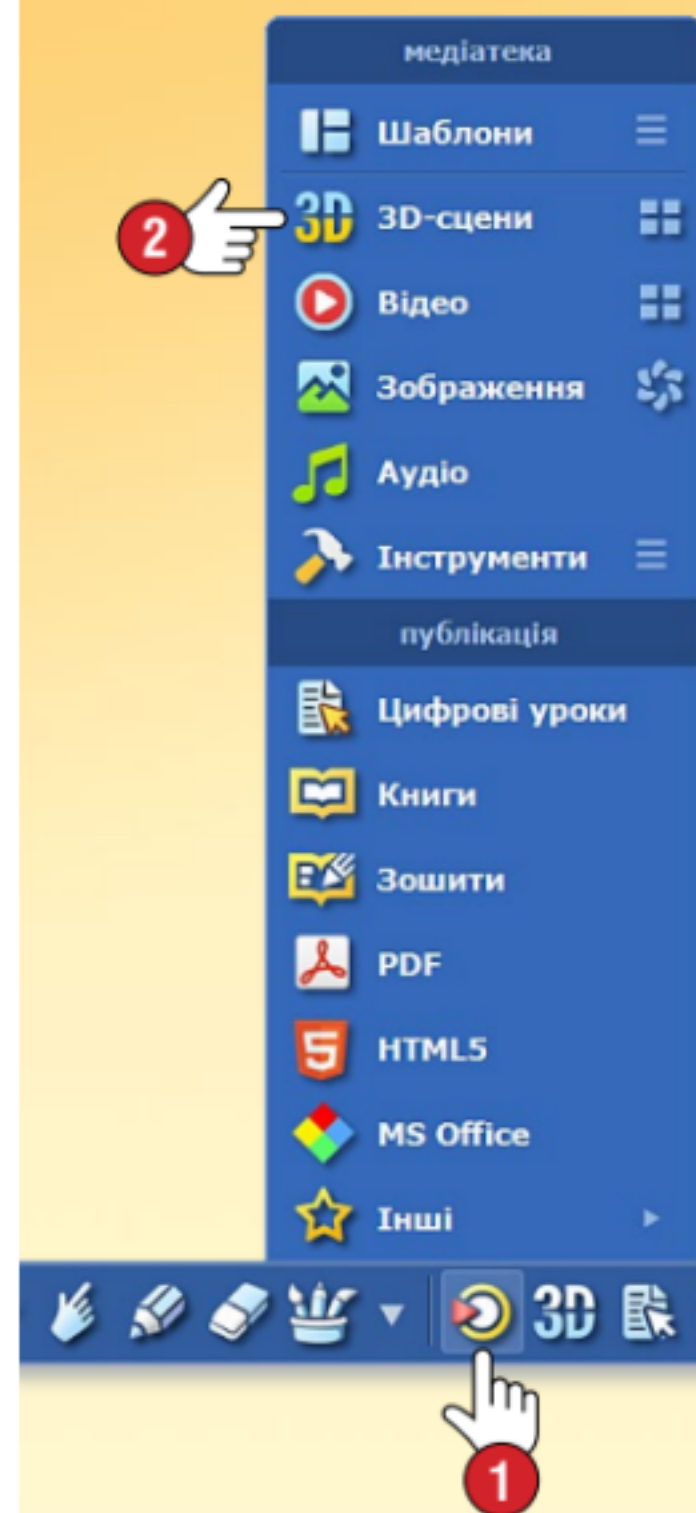 медіатека
Шаблони
2
3D 3D-сцени
Відео
Зображення
Аудіо
Інструменти
публікація
Цифрові уроки
Книги
Зошити
PDF
5 HTML5
MS Office
Інші
3D
1